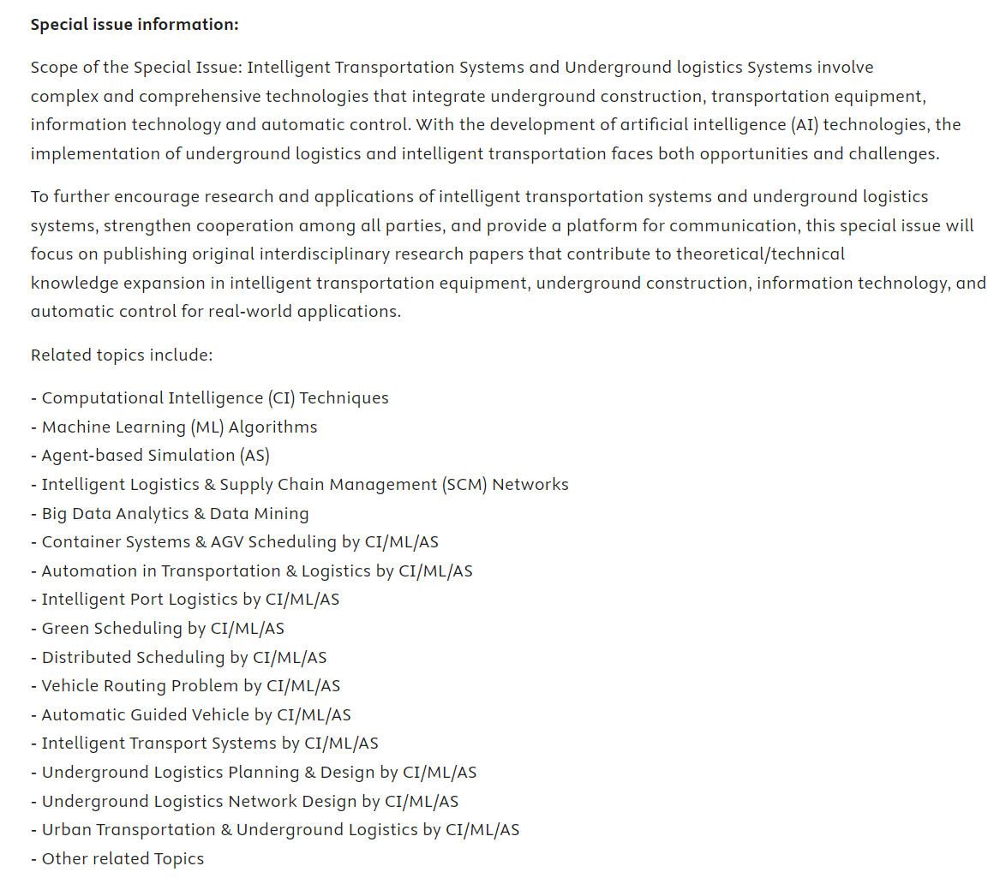 Special issue information:
Scope of the Special Issue: Intelligent Transportation Systems and Underground logistics Systems involve
complex and comprehensive technologies that integrate underground construction, transportation equipment,
information technology and automatic control. With the development of artificial intelligence (AI) technologies, the
implementation of underground logistics and intelligent transportation faces both opportunities and challenges.
To further encourage research and applications of intelligent transportation systems and underground logistics
systems, strengthen cooperation among all parties, and provide a platform for communication, this special issue will
focus on publishing original interdisciplinary research papers that contribute to theoretical/technical
knowledge expansion in intelligent transportation equipment, underground construction, information technology, and
automatic control for real-world applications.
Related topics include:
- Computational Intelligence (CI) Techniques
- Machine Learning (ML) Algorithms
- Agent-based Simulation (AS)
- Intelligent Logistics & Supply Chain Management (SCM) Networks
- Big Data Analytics & Data Mining
- Container Systems & AGV Scheduling by CI/ML/AS
- Automation in Transportation & Logistics by CI/ML/AS
- Intelligent Port Logistics by CI/ML/AS
- Green Scheduling by CI/ML/AS
- Distributed Scheduling by CI/ML/AS
- Vehicle Routing Problem by CI/ML/AS
- Automatic Guided Vehicle by CI/ML/AS
- Intelligent Transport Systems by CI/ML/AS
- Underground Logistics Planning & Design by CI/ML/AS
- Underground Logistics Network Design by CI/ML/AS
- Urban Transportation & Underground Logistics by CI/ML/AS
- Other related Topics